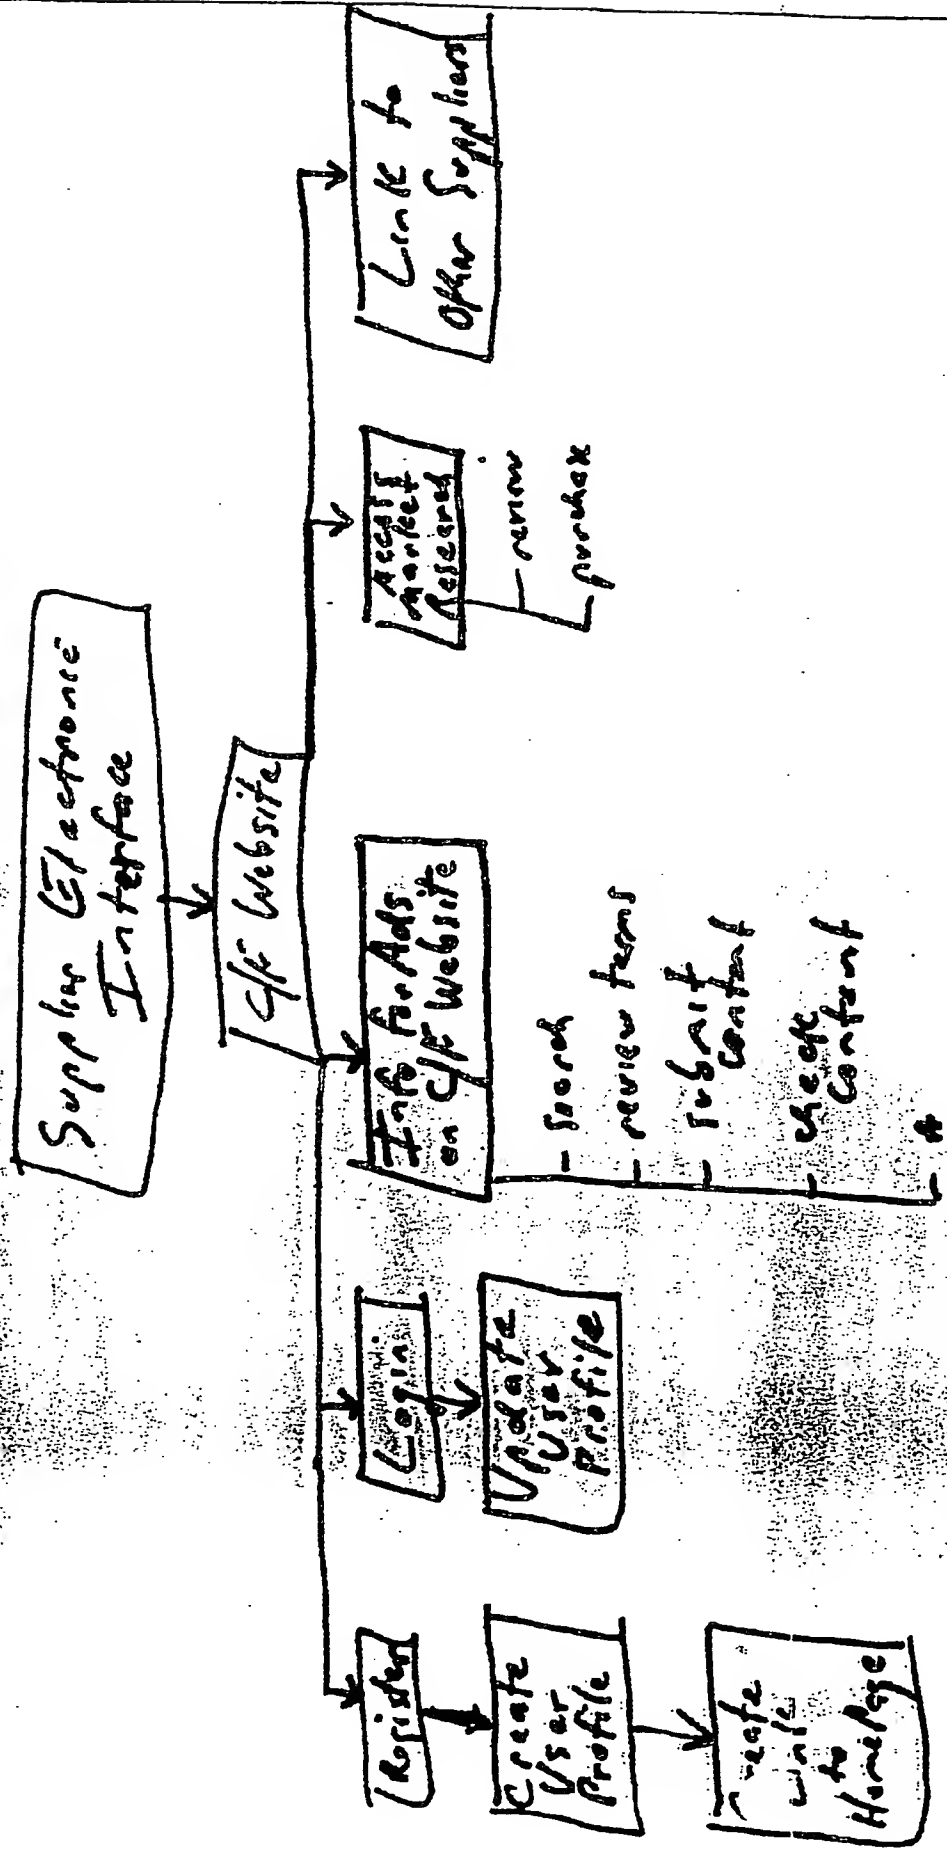 Supplier Electronic
Interface
C/F Website
Register
Create
User
Profile
Create
Link
to
HomePage
Login
Update
User
Profile
Info for Ads
on C/F Website
search
review terms
submit
content
check
content
Access
Market
Research
review
purchase
Link to
Other Suppliers